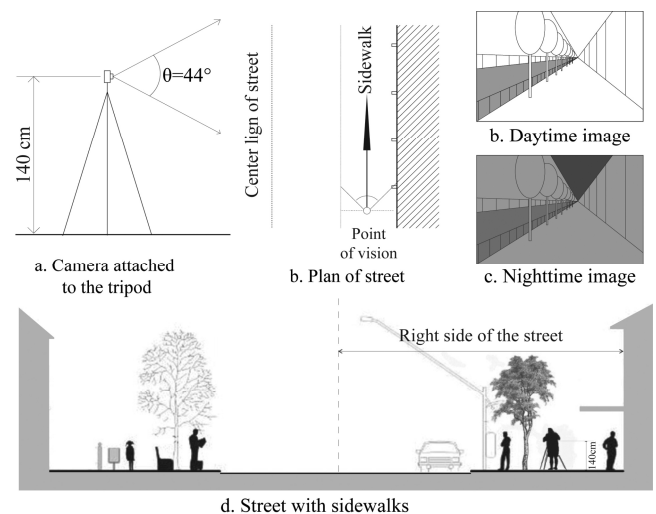 θ=44°
140 cm
a. Camera attached
to the tripod
Center lign of street
Sidewalk
Point
of vision
b. Plan of street
b. Daytime image
c. Nighttime image
Right side of the street
140cm
d. Street with sidewalks